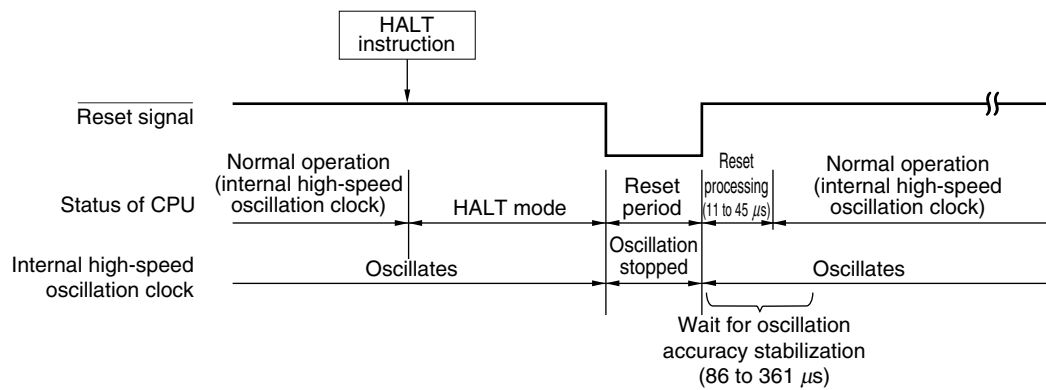 HALT
instruction
Reset signal
Normal operation
(internal high-speed
oscillation clock)
Status of CPU
HALT mode
Reset
period
Reset
processing
(11 to 45 μs)
Normal operation
(internal high-speed
oscillation clock)
Internal high-speed
oscillation clock
Oscillates
Oscillation
stopped
Oscillates
Wait for oscillation
accuracy stabilization
(86 to 361 μs)